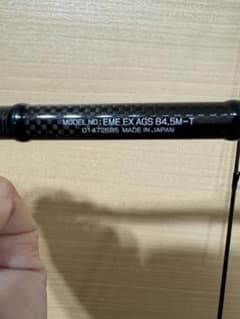 MODEL NO: EME EX AGS 84.5M-T
01472585 MADE IN JAPAN